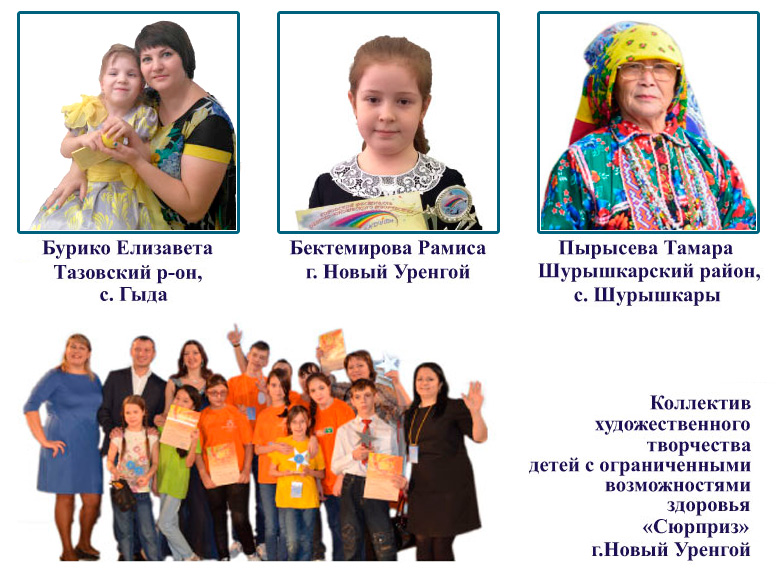 Бурико Елизавета
Тазовский р-он,
с. Гыда
Бектемирова Рамиса
г. Новый Уренгой
Пырысева Тамара
Шурышкарский район,
с. Шурышкары
Коллектив
художественного
творчества
детей с ограниченными
возможностями
здоровья
«Сюрприз»
г.Новый Уренгой